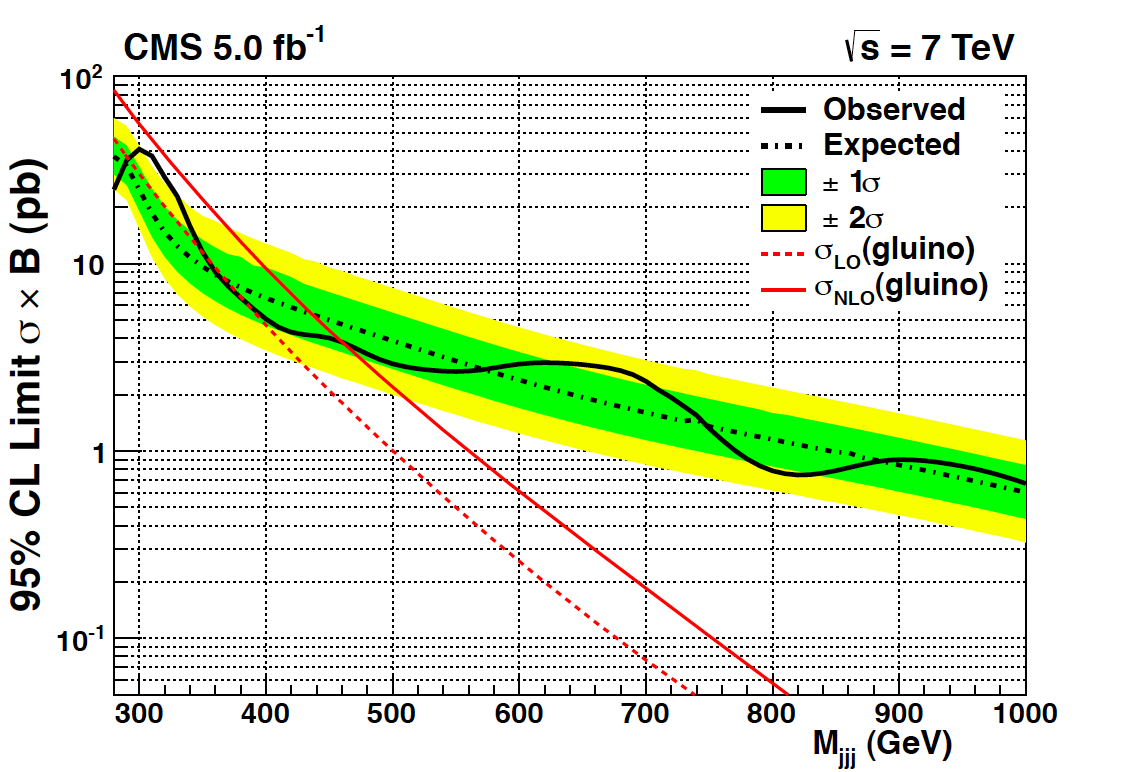 CMS 5.0 fb⁻¹
√s = 7 TeV
95% CL Limit σ × B (pb)
10²
10
1
10⁻¹
Observed
Expected
± 1σ
± 2σ
σLO(gluino)
σNLO(gluino)
300 400 500 600 700 800 900 1000
Mjjj (GeV)